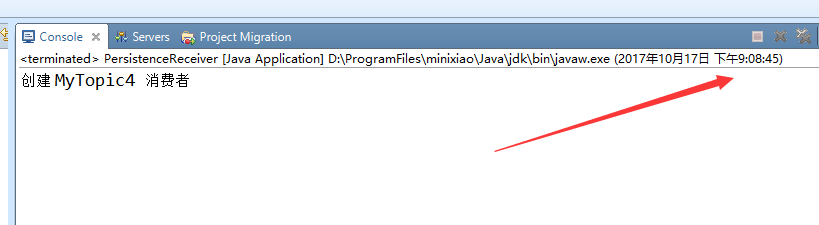 Console Servers Project Migration
<terminated> PersistenceReceiver [Java Application] D:\ProgramFiles\minixiao\Java\jdk\bin\javaw.exe (2017年10月17日 下午9:08:45)
创建 MyTopic4 消费者